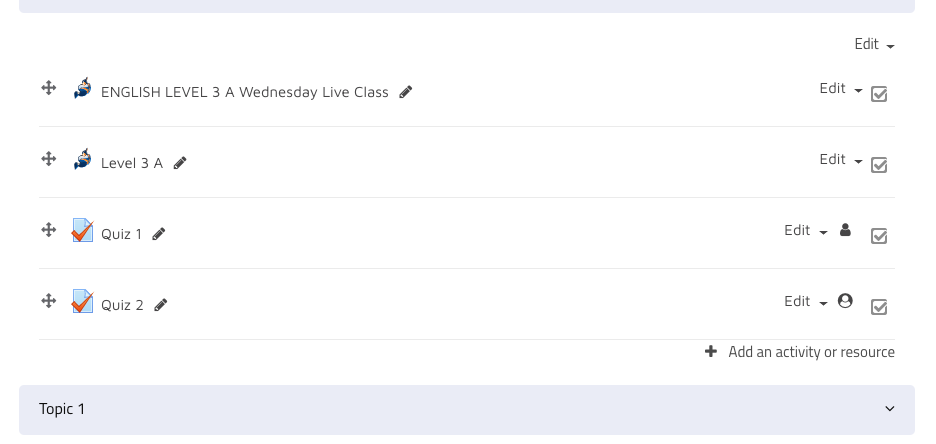 Edit
ENGLISH LEVEL 3 A Wednesday Live Class Edit
Level 3 A Edit
Quiz 1 Edit
Quiz 2 Edit
Add an activity or resource
Topic 1